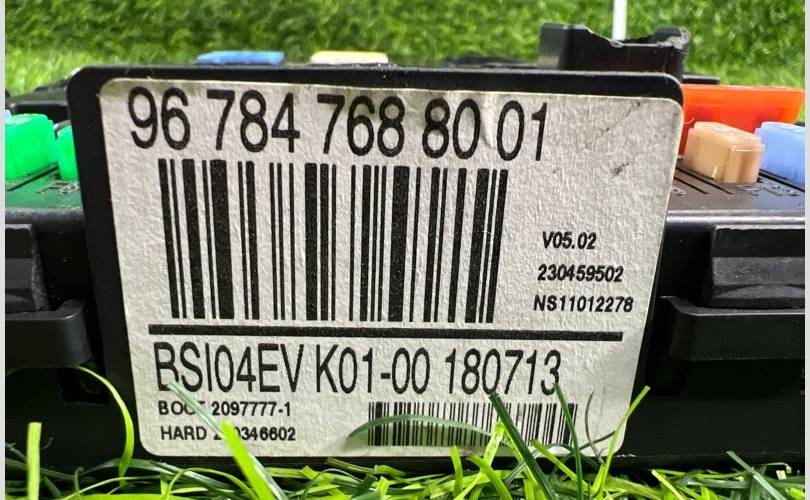 96 784 768 80 01
V05.02
230459502
NS11012278
BSI04EV K01-00 180713
BOOT 2097777-1
HARD